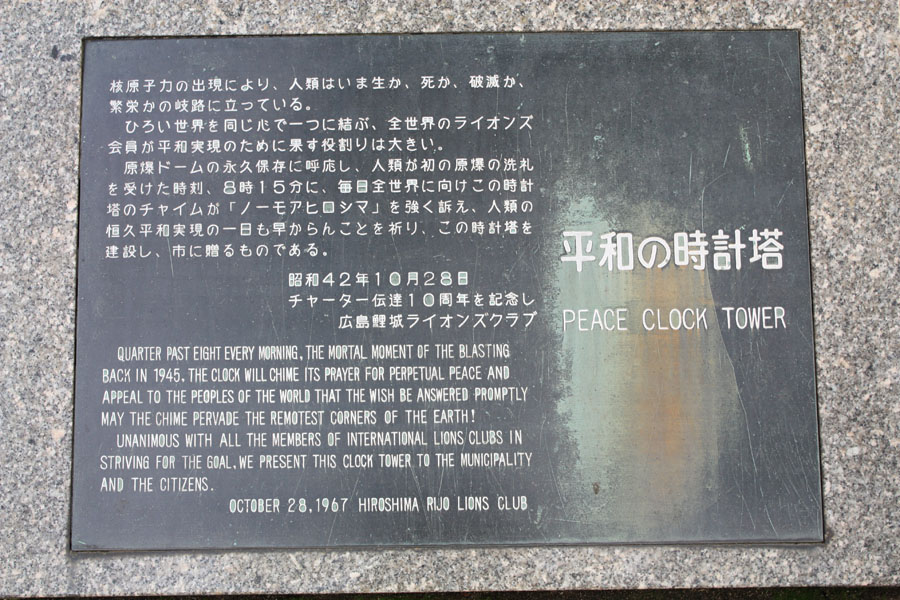 核原子力の出現により、人類はいま生か、死か、破滅か、
繁栄かの岐路に立っている。
ひろい世界を同じ心で一つに結ぶ、全世界のライオンズ
会員が平和実現のために果す役割りは大きい。
原爆ドームの永久保存に呼応し、人類が初の原爆の洗礼
を受けた時刻、8時15分に、毎日全世界に向けこの時計
塔のチャイムが「ノーモアヒロシマ」を強く訴え、人類の
恒久平和実現の一日も早からんことを祈り、この時計塔を
建設し、市に贈るものである。
昭和42年10月28日
チャーター伝達10周年を記念し
広島鯉城ライオンズクラブ
QUARTER PAST EIGHT EVERY MORNING, THE MORTAL MOMENT OF THE BLASTING
BACK IN 1945. THE CLOCK WILL CHIME ITS PRAYER FOR PERPETUAL PEACE AND
APPEAL TO THE PEOPLES OF THE WORLD THAT THE WISH BE ANSWERED PROMPTLY
MAY THE CHIME PERVADE THE REMOTEST CORNERS OF THE EARTH!
UNANIMOUS WITH ALL THE MEMBERS OF INTERNATIONAL LIONS CLUBS IN
STRIVING FOR THE GOAL, WE PRESENT THIS CLOCK TOWER TO THE MUNICIPALITY
AND THE CITIZENS.
OCTOBER 28, 1967 HIROSHIMA RIJO LIONS CLUB
平和の時計塔
PEACE CLOCK TOWER